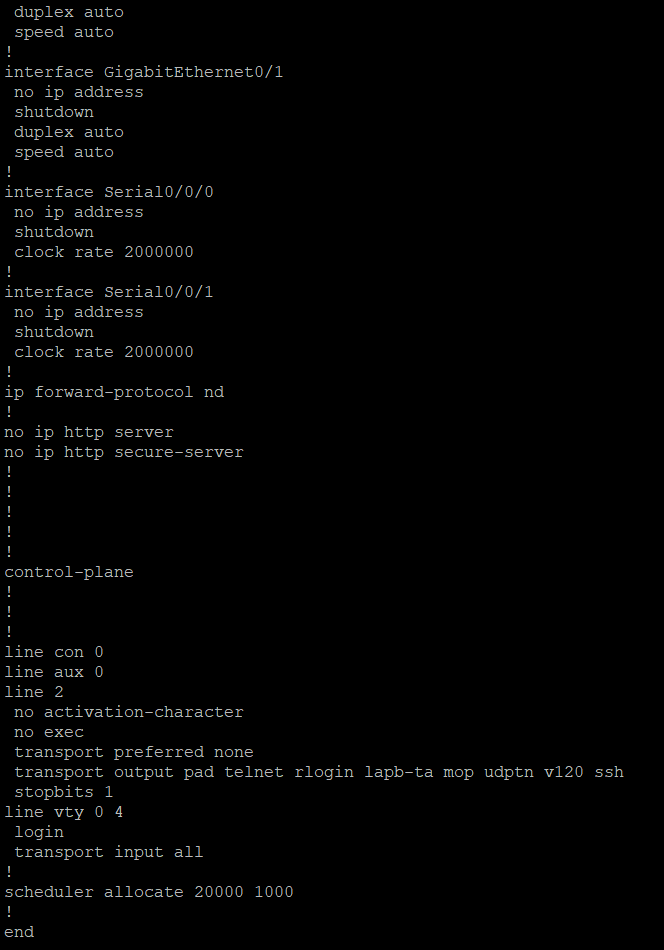 duplex auto
speed auto
!
interface GigabitEthernet0/1
no ip address
shutdown
duplex auto
speed auto
!
interface Serial0/0/0
no ip address
shutdown
clock rate 2000000
!
interface Serial0/0/1
no ip address
shutdown
clock rate 2000000
!
ip forward-protocol nd
!
no ip http server
no ip http secure-server
!
!
!
!
!
control-plane
!
!
!
line con 0
line aux 0
line 2
no activation-character
no exec
transport preferred none
transport output pad telnet rlogin lapb-ta mop udptn v120 ssh
stopbits 1
line vty 0 4
login
transport input all
!
scheduler allocate 20000 1000
!
end